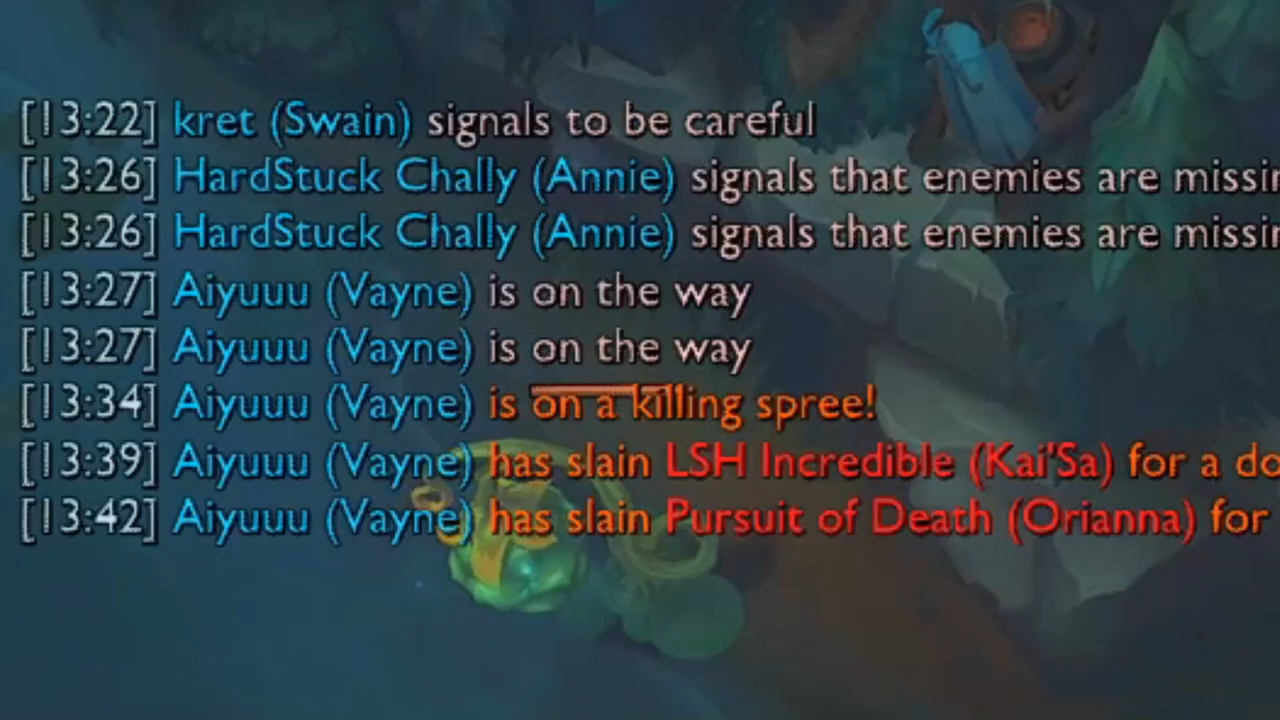 [13:22] kret (Swain) signals to be careful
[13:26] HardStuck Chally (Annie) signals that enemies are
[13:26] HardStuck Chally (Annie) signals that enemies are
[13:27] Aiyuuu (Vayne) is on the way
[13:27] Aiyuuu (Vayne) is on the way
[13:34] Aiyuuu (Vayne) is on a killing spree!
[13:39] Aiyuuu (Vayne) has slain LSH Incredible (Kai'Sa) for a
[13:42] Aiyuuu (Vayne) has slain Pursuit of Death (Orianna) for